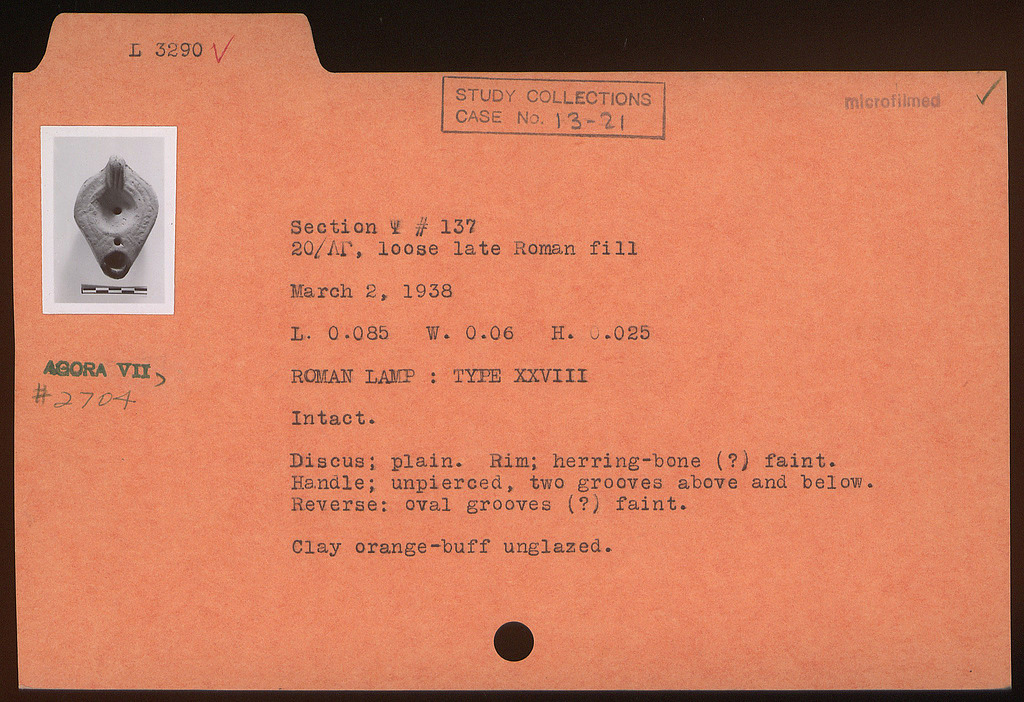 L 3290 ✓
STUDY COLLECTIONS
CASE No. 13-21
microfilmed ✓
Section Ψ # 137
20/ΛΓ, loose late Roman fill
March 2, 1938
L. 0.085 W. 0.06 H. 0.025
ROMAN LAMP : TYPE XXVIII
Intact.
Discus; plain. Rim; herring-bone (?) faint.
Handle; unpierced, two grooves above and below.
Reverse: oval grooves (?) faint.
Clay orange-buff unglazed.
AGORA VII,
#2704